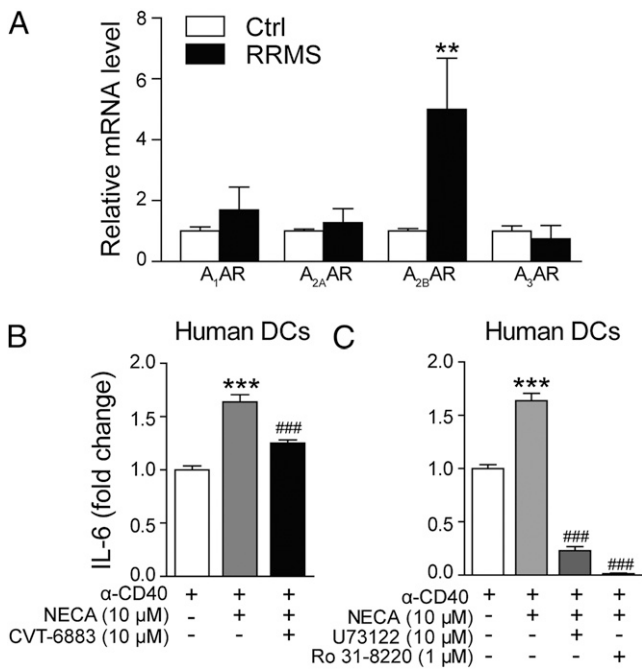 A
Ctrl
RRMS
Relative mRNA level
8
6
4
2
0
**
A₁AR A₂ₐAR A₂ʙAR A₃AR
B
Human DCs
IL-6 (fold change)
2.0
1.5
1.0
0.5
0.0
***
###
α-CD40 + + +
NECA (10 µM) - + +
CVT-6883 (10 µM) - - +
C
Human DCs
2.0
1.5
1.0
0.5
0.0
***
###
###
α-CD40 + + + +
NECA (10 µM) - + + +
U73122 (10 µM) - - + -
Ro 31-8220 (1 µM) - - - +